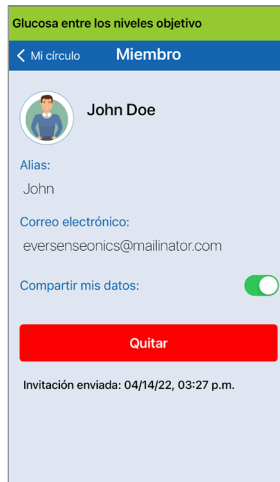 Glucosa entre los niveles objetivo
Mi círculo Miembro
John Doe
Alias:
John
Correo electrónico:
eversenseonics@mailinator.com
Compartir mis datos:
Quitar
Invitación enviada: 04/14/22, 03:27 p.m.